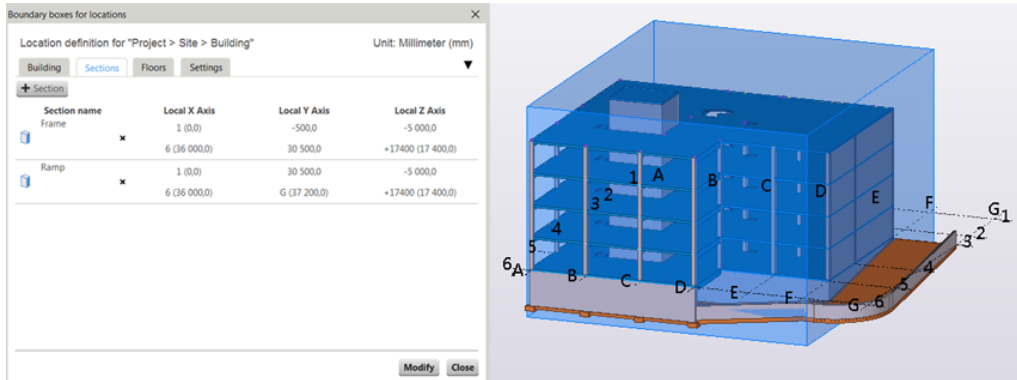 Boundary boxes for locations
Location definition for "Project > Site > Building" Unit: Millimeter (mm)
Building Sections Floors Settings
+ Section
Section name Local X Axis Local Y Axis Local Z Axis
Frame 1 (0,0) -500,0 -5 000,0
6 (36 000,0) 30 500,0 +17400 (17 400,0)
Ramp 1 (0,0) 30 500,0 -5 000,0
6 (36 000,0) G (37 200,0) +17400 (17 400,0)
Modify Close
1 A B C D E F G 1
2
3 2
4 3
5 4
6 A B C D E F G 6 5